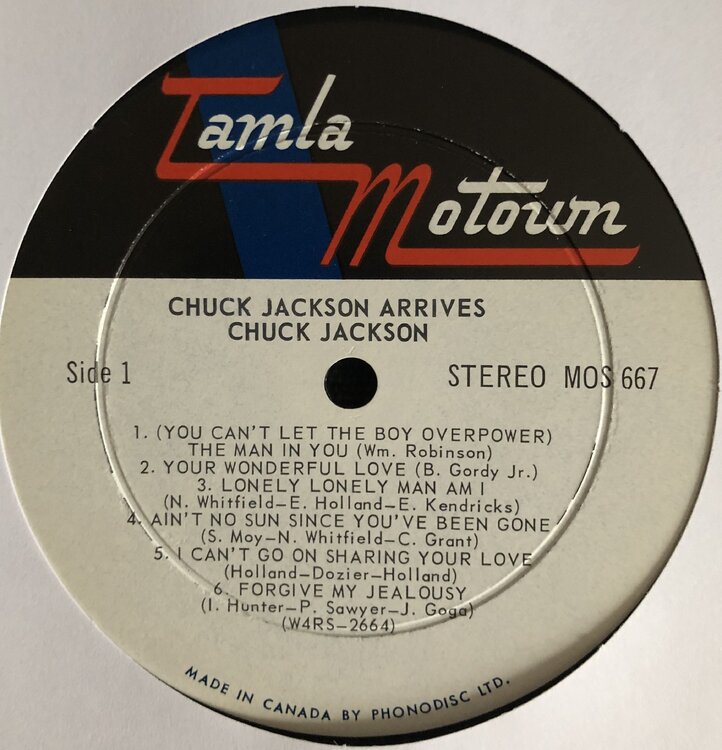 Tamla
Motown
CHUCK JACKSON ARRIVES
CHUCK JACKSON
Side 1
STEREO MOS 667
1. (YOU CAN'T LET THE BOY OVERPOWER)
THE MAN IN YOU (Wm. Robinson)
2. YOUR WONDERFUL LOVE (B. Gordy Jr.)
3. LONELY LONELY MAN AM I
(N. Whitfield–E. Holland–E. Kendricks)
4. AIN'T NO SUN SINCE YOU'VE BEEN GONE
(S. Moy–N. Whitfield–C. Grant)
5. I CAN'T GO ON SHARING YOUR LOVE
(Holland–Dozier–Holland)
6. FORGIVE MY JEALOUSY
(I. Hunter–P. Sawyer–J. Goga)
(W4RS–2664)
MADE IN CANADA BY PHONODISC LTD.